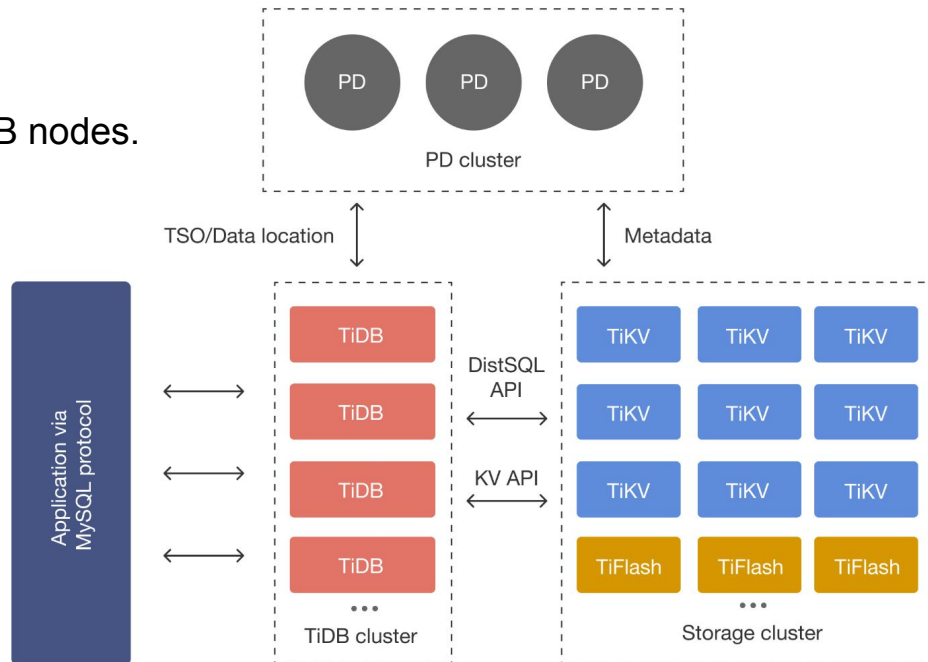 PD PD PD
B nodes.
PD cluster
TSO/Data location
Metadata
Application via
MySQL protocol
TiDB
TiDB
TiDB
TiDB
...
TiDB cluster
DistSQL
API
KV API
TiKV TiKV TiKV
TiKV TiKV TiKV
TiKV TiKV TiKV
TiFlash TiFlash TiFlash
...
Storage cluster